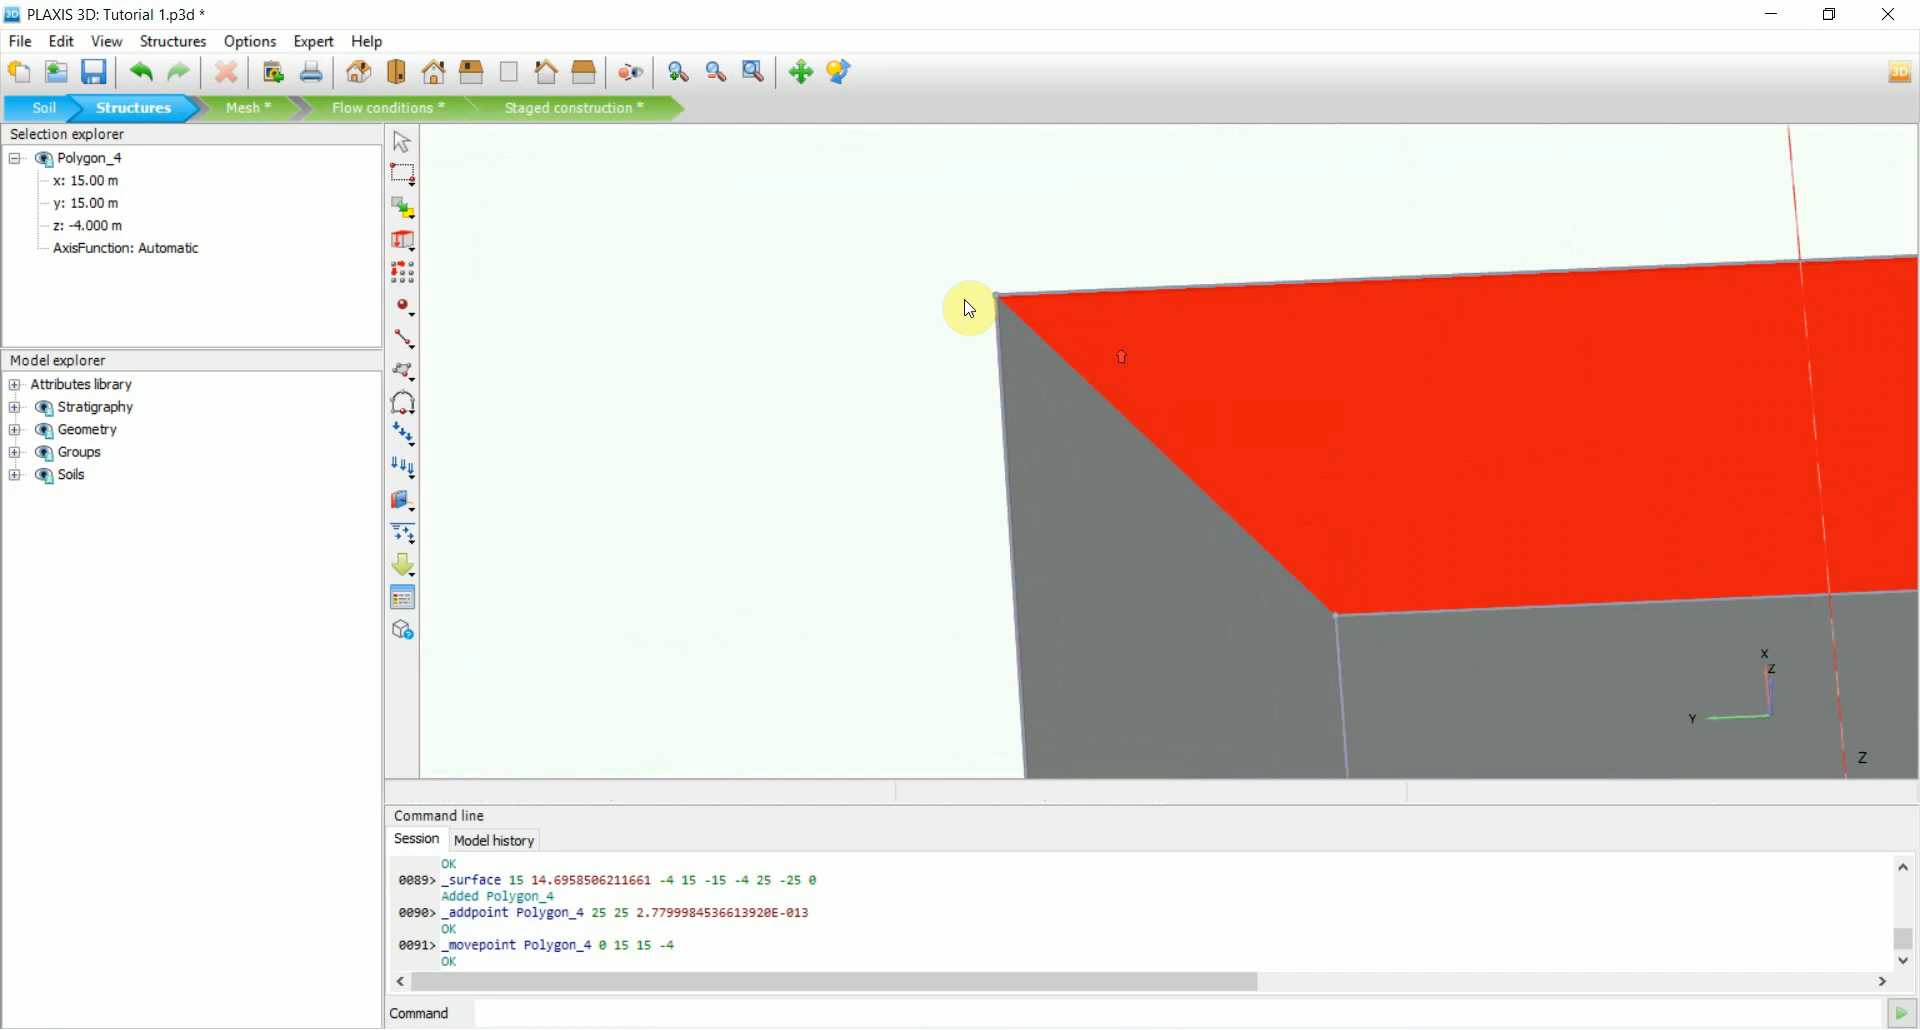 PLAXIS 3D: Tutorial 1.p3d *
File Edit View Structures Options Expert Help
Soil Structures Mesh * Flow conditions * Staged construction *
Selection explorer
Polygon_4
x: 15.00 m
y: 15.00 m
z: -4.000 m
AxisFunction: Automatic
Model explorer
Attributes library
Stratigraphy
Geometry
Groups
Soils
X
Z
Y
Z
Command line
Session Model history
OK
0089> _surface 15 14.6958506211661 -4 15 -15 -4 25 -25 0
Added Polygon_4
0090> _addpoint Polygon_4 25 25 2.7799984536613920E-013
OK
0091> _movepoint Polygon_4 0 15 15 -4
OK
Command